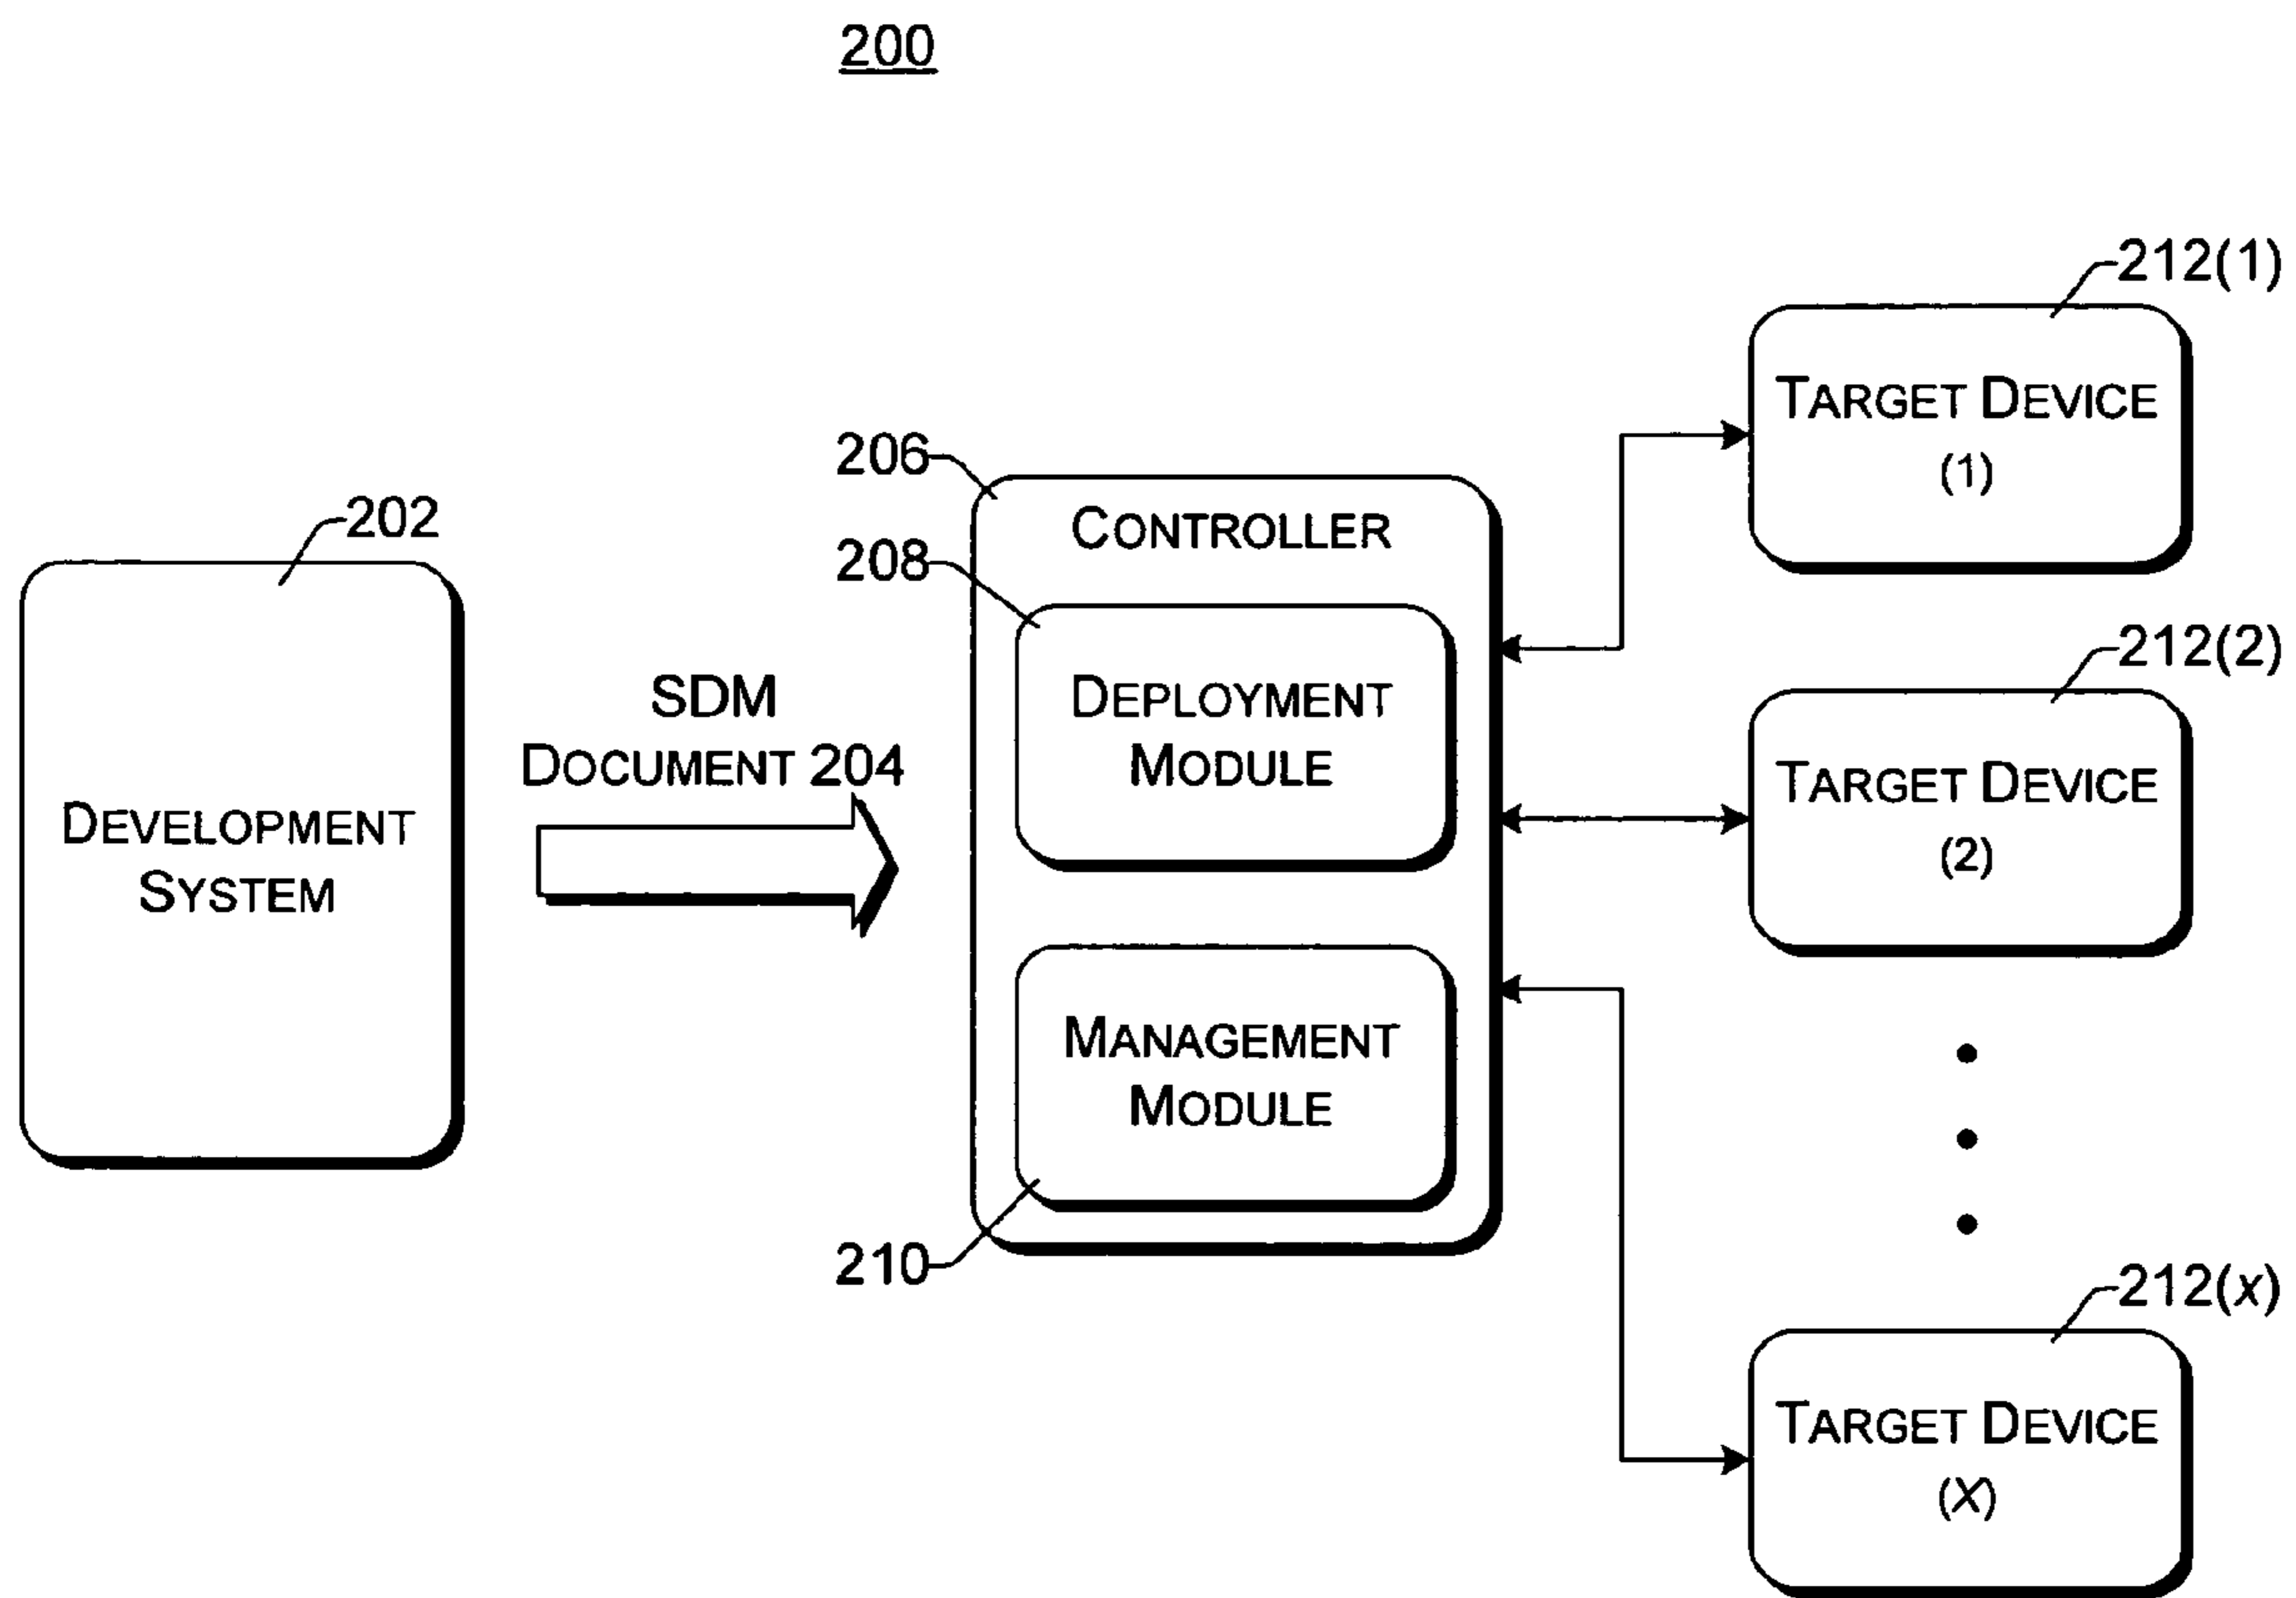 200
202
DEVELOPMENT
SYSTEM
SDM
DOCUMENT 204
206
CONTROLLER
208
DEPLOYMENT
MODULE
MANAGEMENT
MODULE
210
212(1)
TARGET DEVICE
(1)
212(2)
TARGET DEVICE
(2)
212(x)
TARGET DEVICE
(X)